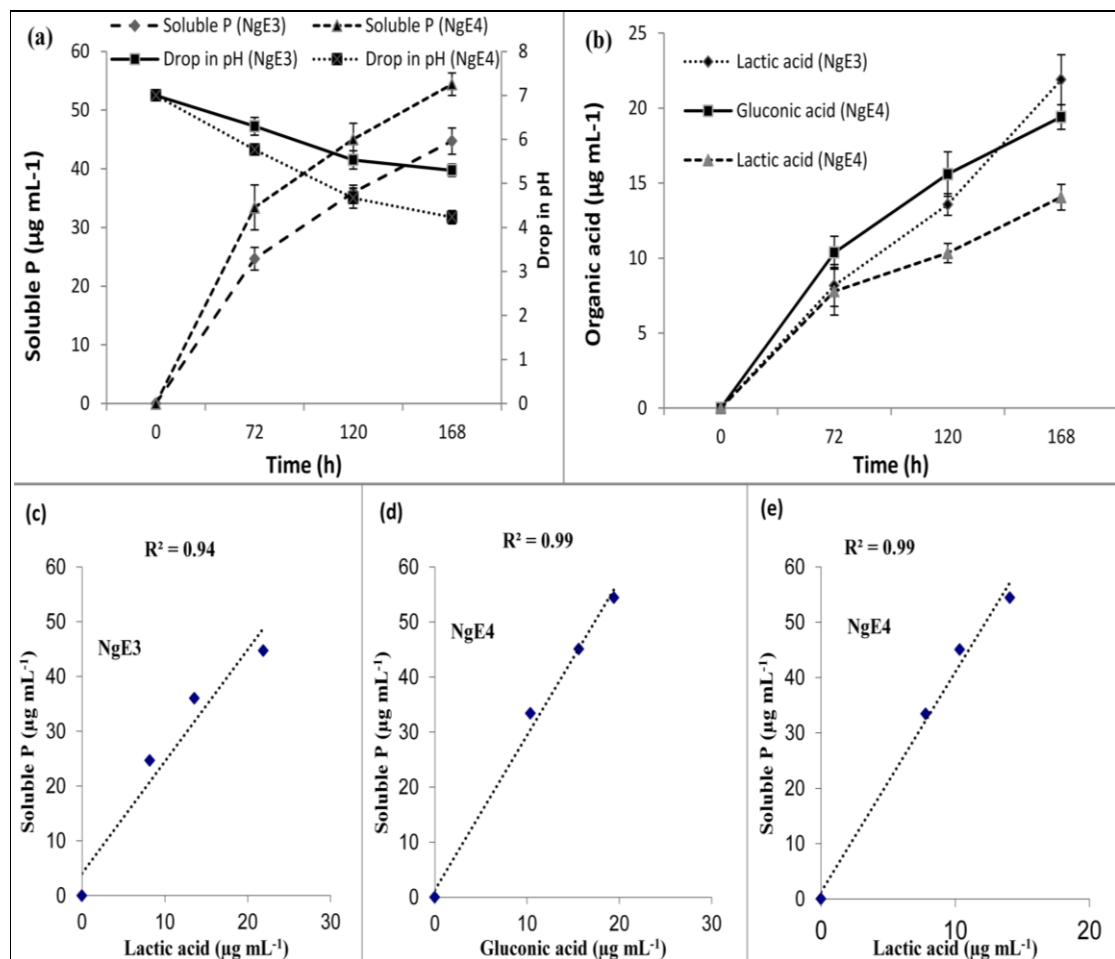 (a)
Soluble P (NgE3)
Soluble P (NgE4)
Drop in pH (NgE3)
Drop in pH (NgE4)
60
50
40
30
20
10
0
Soluble P (µg mL-1)
8
7
6
5
4
3
2
1
0
Drop in pH
0 72 120 168
Time (h)
(b)
Lactic acid (NgE3)
Gluconic acid (NgE4)
Lactic acid (NgE4)
25
20
15
10
5
0
Organic acid (µg mL-1)
0 72 120 168
Time (h)
(c)
R² = 0.94
NgE3
60
50
40
30
20
10
0
Soluble P (µg mL⁻¹)
0 10 20 30
Lactic acid (µg mL⁻¹)
(d)
R² = 0.99
NgE4
60
50
40
30
20
10
0
Soluble P (µg mL⁻¹)
0 10 20 30
Gluconic acid (µg mL⁻¹)
(e)
R² = 0.99
NgE4
60
50
40
30
20
10
0
Soluble P (µg mL⁻¹)
0 10 20
Lactic acid (µg mL⁻¹)